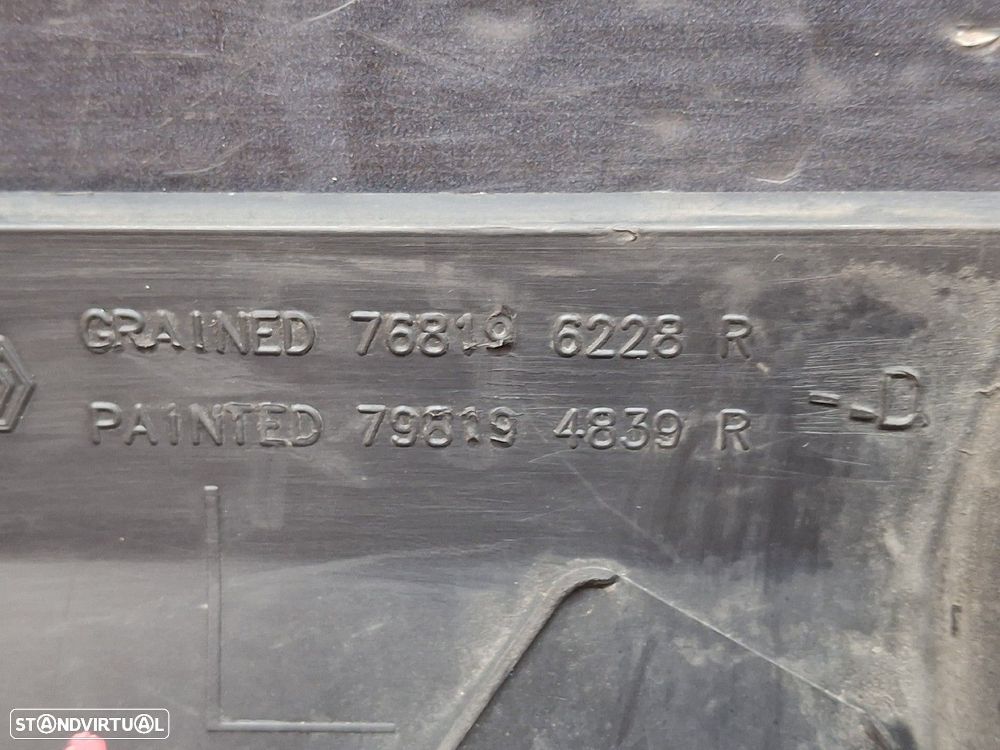 GRAINED 76819 6228 R
PAINTED 79819 4839 R --D
STANDVIRTUAL